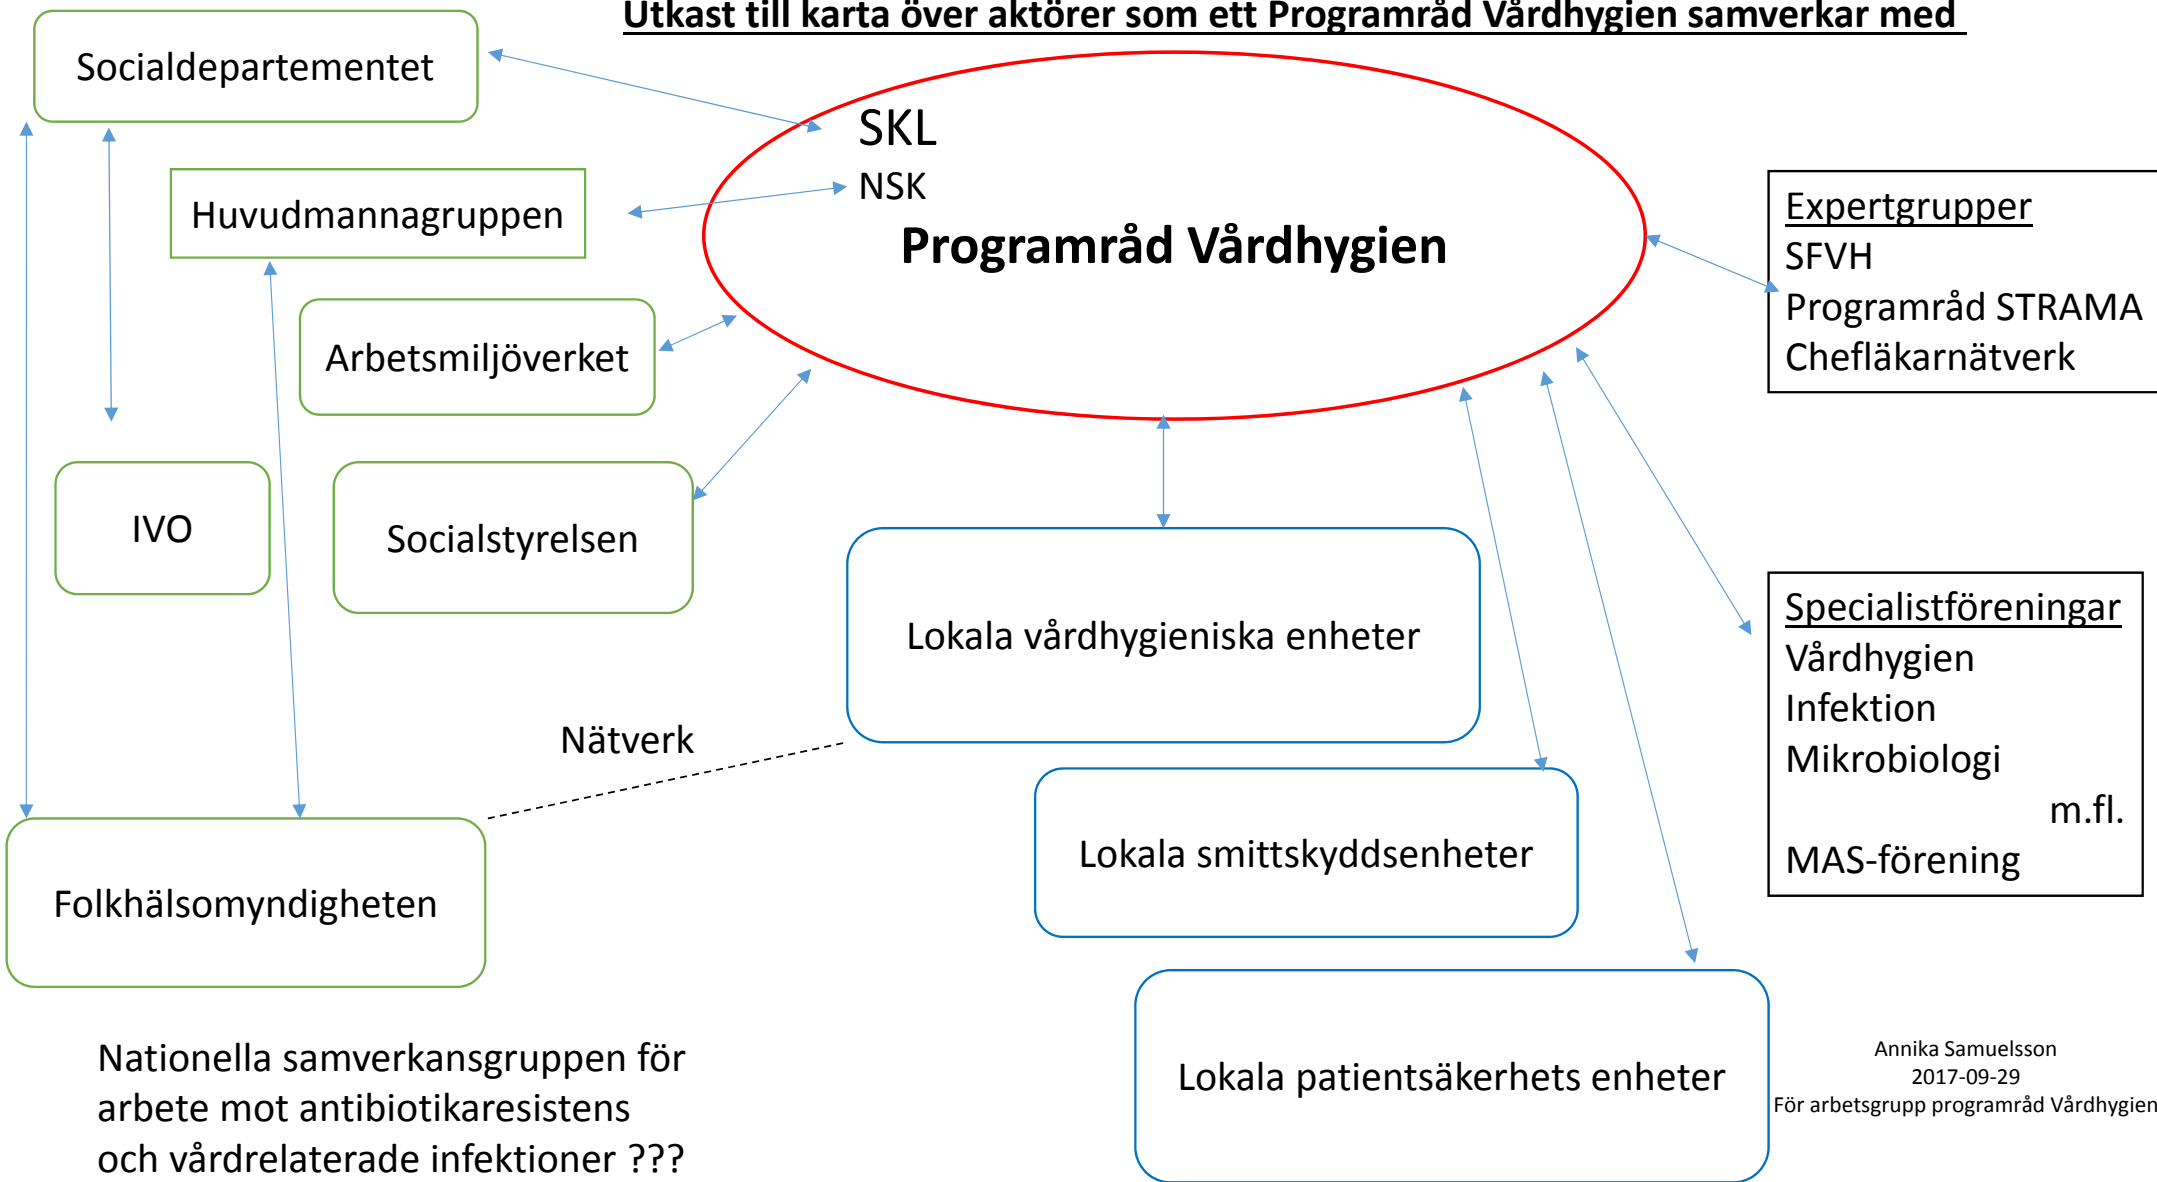 Utkast till karta över aktörer som ett Programråd Vårdhygien samverkar med
Socialdepartementet
SKL
NSK
Programråd Vårdhygien
Huvudmannagruppen
Expertgrupper
SFVH
Programråd STRAMA
Chefläkarnätverk
Arbetsmiljöverket
IVO
Socialstyrelsen
Lokala vårdhygieniska enheter
Specialistföreningar
Vårdhygien
Infektion
Mikrobiologi
m.fl.
MAS-förening
Nätverk
Lokala smittskyddsenheter
Folkhälsomyndigheten
Lokala patientsäkerhets enheter
Nationella samverkansgruppen för
arbete mot antibiotikaresistens
och vårdrelaterade infektioner ???
Annika Samuelsson
2017-09-29
För arbetsgrupp programråd Vårdhygien